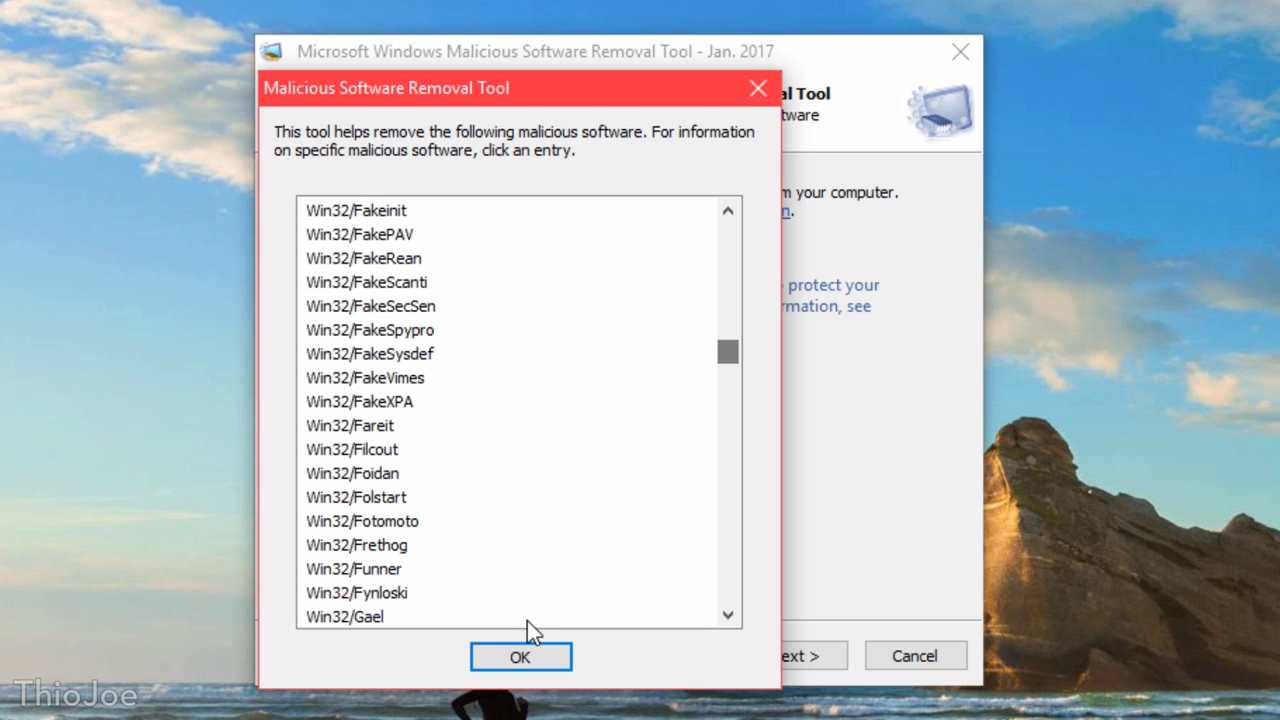 Microsoft Windows Malicious Software Removal Tool - Jan. 2017
Malicious Software Removal Tool
al Tool
tware
This tool helps remove the following malicious software. For information
on specific malicious software, click an entry.
m your computer.
n.
protect your
rmation, see
Win32/Fakeinit
Win32/FakePAV
Win32/FakeRean
Win32/FakeScanti
Win32/FakeSecSen
Win32/FakeSpypro
Win32/FakeSysdef
Win32/FakeVimes
Win32/FakeXPA
Win32/Fareit
Win32/Filcout
Win32/Foidan
Win32/Folstart
Win32/Fotomoto
Win32/Frethog
Win32/Funner
Win32/Fynloski
Win32/Gael
OK
ext >
Cancel
ThioJoe